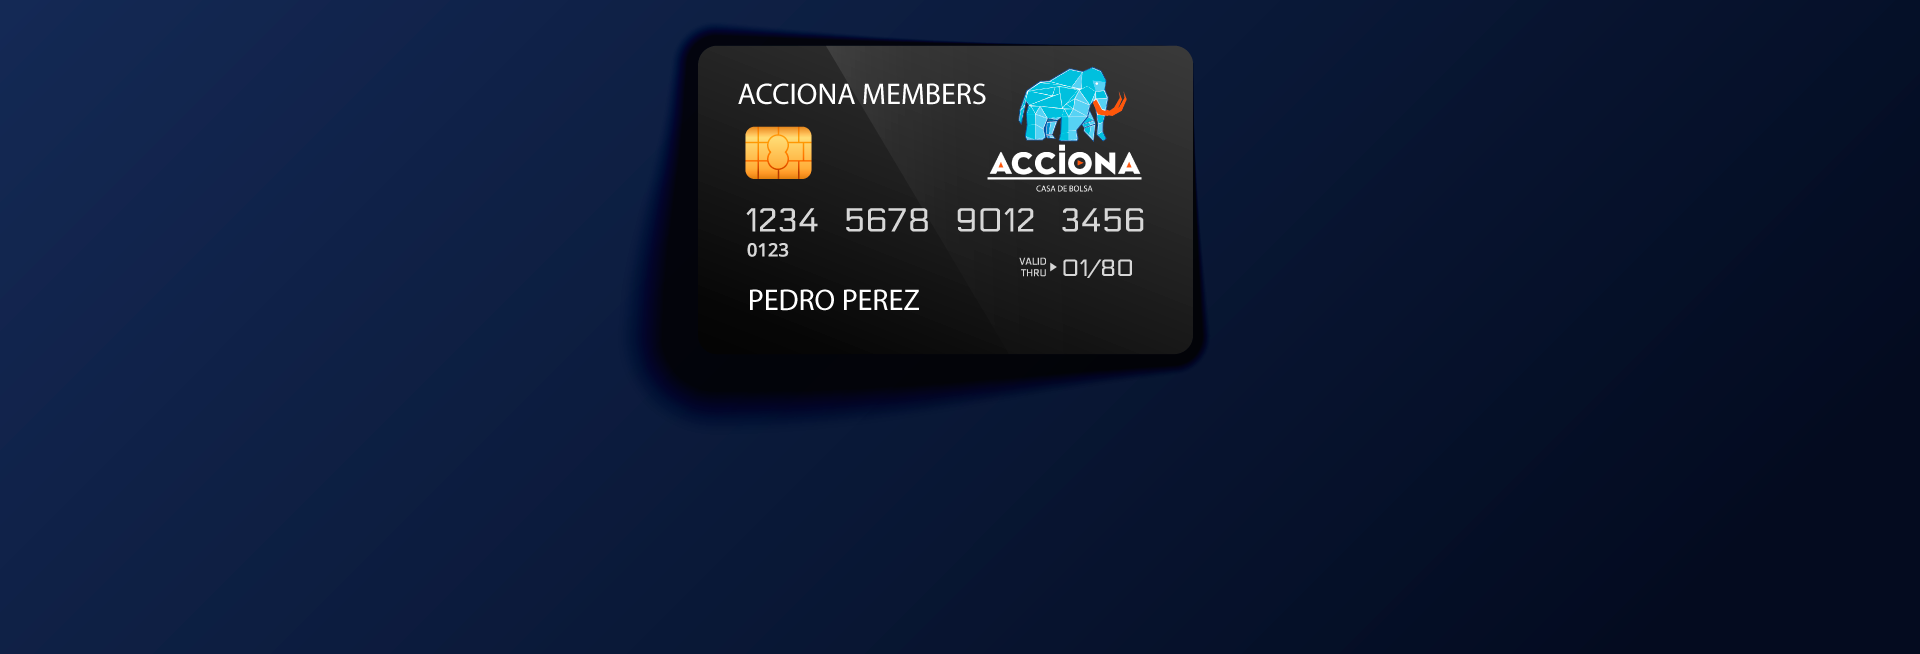 ACCIONA MEMBERS
ACCIONA
CASA DE BOLSA
1234 5678 9012 3456
0123
VALID
THRU 01/80
PEDRO PEREZ